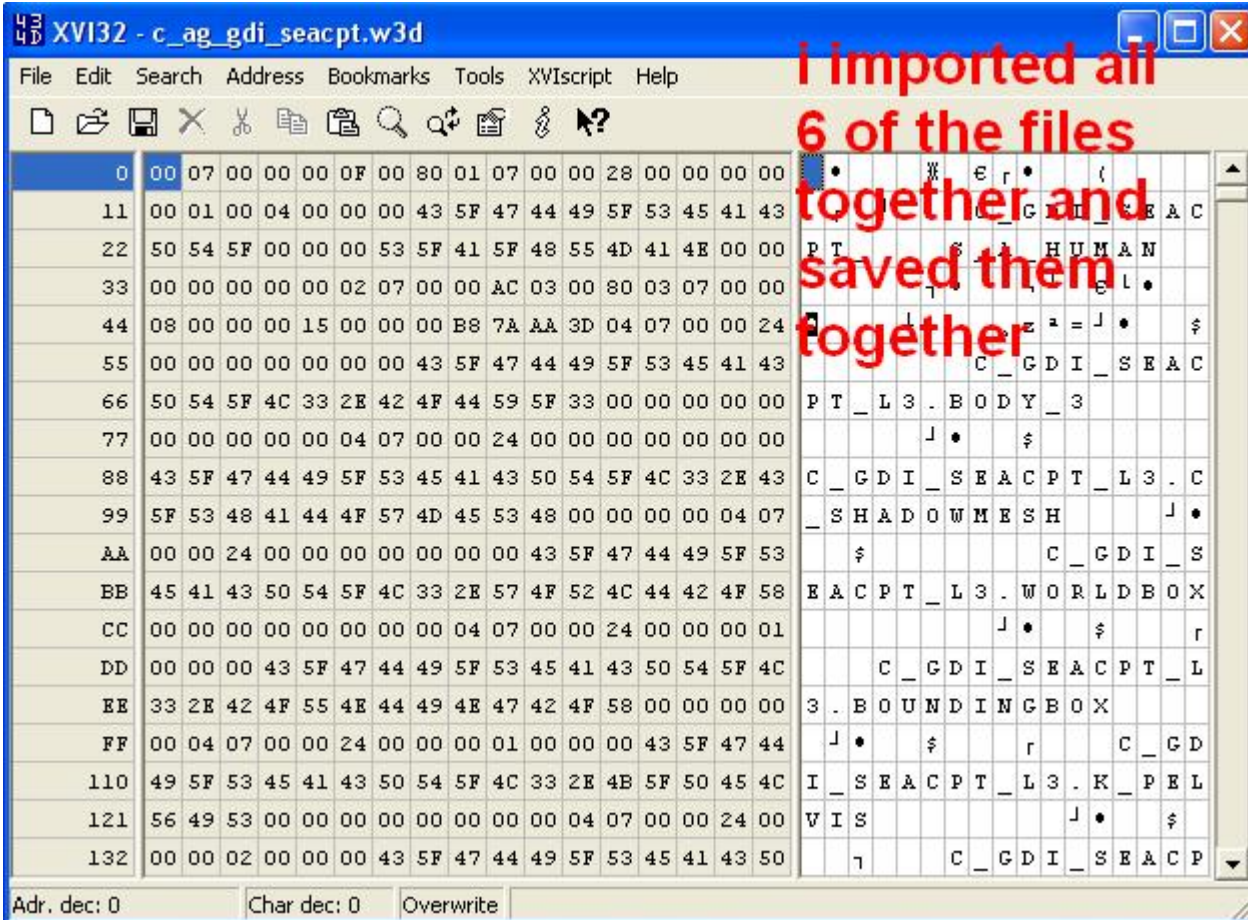 XVI32 - c_ag_gdi_seacpt.w3d
File Edit Search Address Bookmarks Tools XVIscript Help
i imported all
6 of the files
together and
saved them
together
0 00 07 00 00 00 0F 00 80 01 07 00 00 28 00 00 00 00
11 00 01 00 04 00 00 00 43 5F 47 44 49 5F 53 45 41 43
22 50 54 5F 00 00 00 53 5F 41 5F 48 55 4D 41 4E 00 00
33 00 00 00 00 00 02 07 00 00 AC 03 00 80 03 07 00 00
44 08 00 00 00 15 00 00 00 B8 7A AA 3D 04 07 00 00 24
55 00 00 00 00 00 00 00 43 5F 47 44 49 5F 53 45 41 43 C_GDI_SEAC
66 50 54 5F 4C 33 2E 42 4F 44 59 5F 33 00 00 00 00 00 PT_L3.BODY_3
77 00 00 00 00 00 04 07 00 00 24 00 00 00 00 00 00 00 $
88 43 5F 47 44 49 5F 53 45 41 43 50 54 5F 4C 33 2E 43 C_GDI_SEACPT_L3.C
99 5F 53 48 41 44 4F 57 4D 45 53 48 00 00 00 00 04 07 _SHADOWMESH
AA 00 00 24 00 00 00 00 00 00 00 43 5F 47 44 49 5F 53 $ C_GDI_S
BB 45 41 43 50 54 5F 4C 33 2E 57 4F 52 4C 44 42 4F 58 EACPT_L3.WORLDBOX
CC 00 00 00 00 00 00 00 00 04 07 00 00 24 00 00 00 01 $
DD 00 00 00 43 5F 47 44 49 5F 53 45 41 43 50 54 5F 4C C_GDI_SEACPT_L
EE 33 2E 42 4F 55 4E 44 49 4E 47 42 4F 58 00 00 00 00 3.BOUNDINGBOX
FF 00 04 07 00 00 24 00 00 00 01 00 00 00 43 5F 47 44 $ C_GD
110 49 5F 53 45 41 43 50 54 5F 4C 33 2E 4B 5F 50 45 4C I_SEACPT_L3.K_PEL
121 56 49 53 00 00 00 00 00 00 00 00 04 07 00 00 24 00 VIS $
132 00 00 02 00 00 00 43 5F 47 44 49 5F 53 45 41 43 50 C_GDI_SEACP
Adr. dec: 0 Char dec: 0 Overwrite